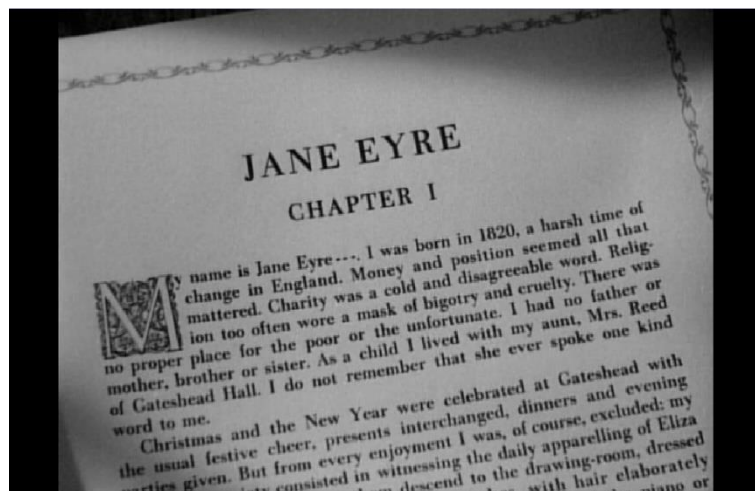 JANE EYRE
CHAPTER I
My name is Jane Eyre---. I was born in 1820, a harsh time of
change in England. Money and position seemed all that
mattered. Charity was a cold and disagreeable word. Relig-
ion too often wore a mask of bigotry and cruelty. There was
no proper place for the poor or the unfortunate. I had no father or
mother, brother or sister. As a child I lived with my aunt, Mrs. Reed
of Gateshead Hall. I do not remember that she ever spoke one kind
word to me.
Christmas and the New Year were celebrated at Gateshead with
the usual festive cheer, presents interchanged, dinners and evening
parties given. But from every enjoyment I was, of course, excluded: my
consisted in witnessing the daily apparelling of Eliza
descend to the drawing-room, dressed
with hair elaborately
piano or